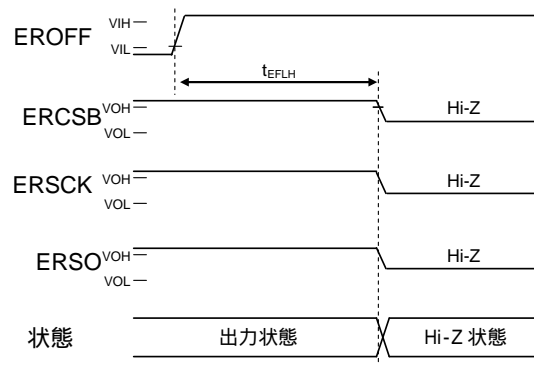 EROFF
VIH
VIL
tEFLH
ERCSB
VOH
VOL
Hi-Z
ERSCK
VOH
VOL
Hi-Z
ERSO
VOH
VOL
Hi-Z
状態
出力状態
Hi-Z 状態